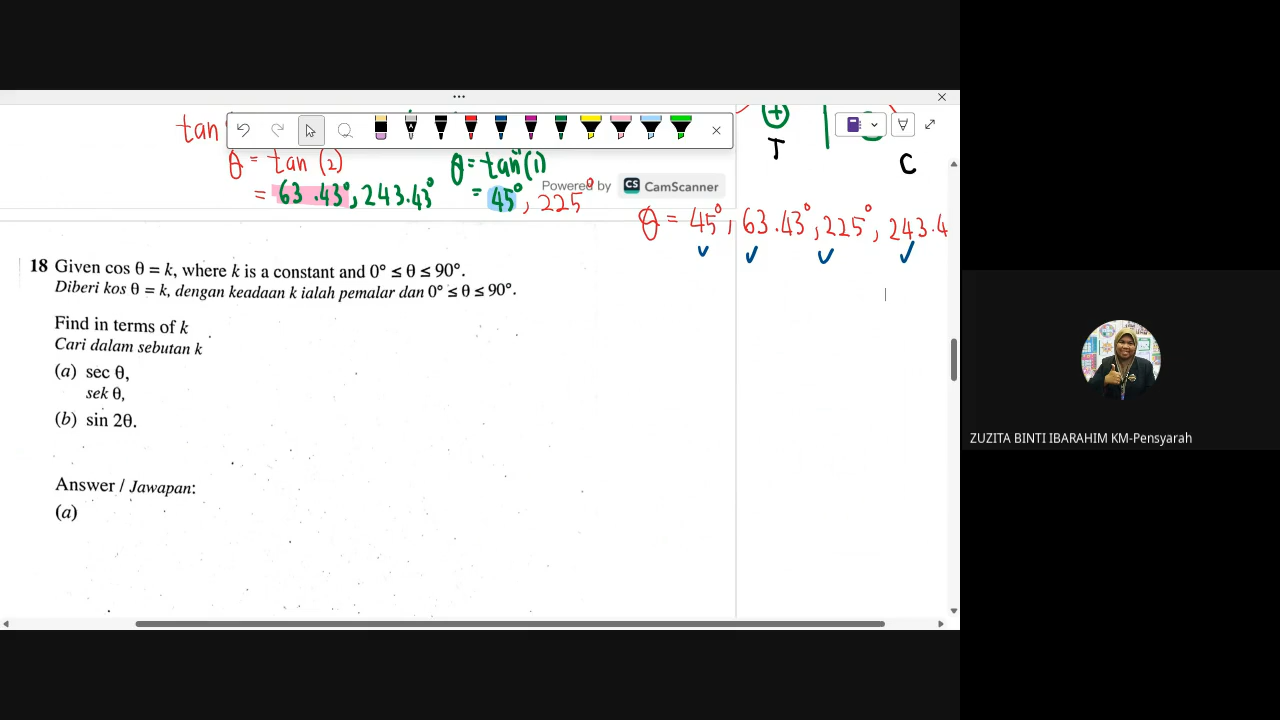 tan
T
C
θ = tan (2)
θ = tan⁻¹(1)
= 63.43°, 243.43°
= 45°, 225°
Powered by CS CamScanner
θ = 45°, 63.43°, 225°, 243.4
18 Given cos θ = k, where k is a constant and 0° ≤ θ ≤ 90°.
Diberi kos θ = k, dengan keadaan k ialah pemalar dan 0° ≤ θ ≤ 90°.
Find in terms of k
Cari dalam sebutan k
(a) sec θ,
sek θ,
(b) sin 2θ.
Answer / Jawapan:
(a)
ZUZITA BINTI IBARAHIM KM-Pensyarah